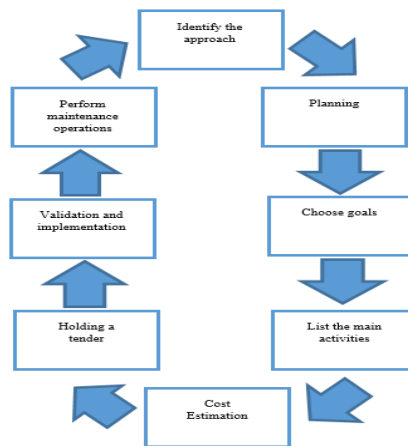 Identify the
approach
Planning
Choose goals
List the main
activities
Cost
Estimation
Holding a
tender
Validation and
implementation
Perform
maintenance
operations